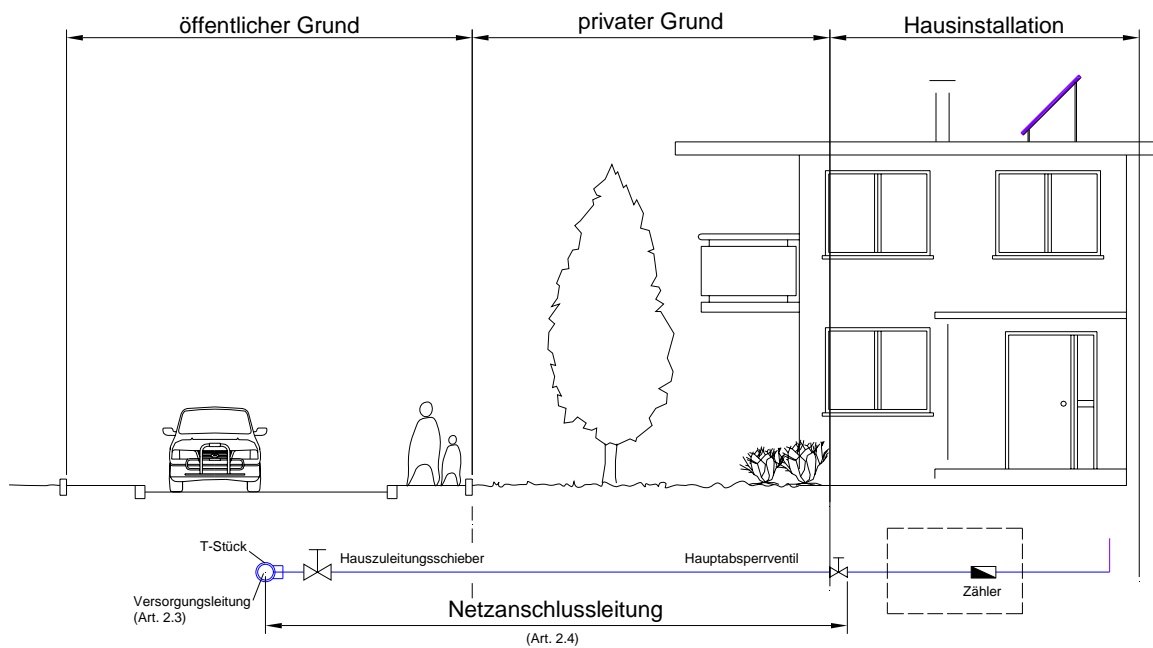 öffentlicher Grund
privater Grund
Hausinstallation
T-Stück
Hauszuleitungsschieber
Hauptabsperrventil
Zähler
Versorgungsleitung
(Art. 2.3)
Netzanschlussleitung
(Art. 2.4)